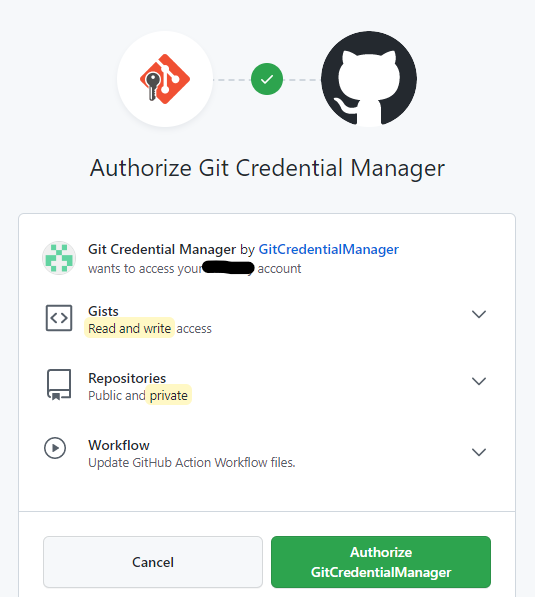 Authorize Git Credential Manager
Git Credential Manager by GitCredentialManager
wants to access your account
Gists
Read and write access
Repositories
Public and private
Workflow
Update GitHub Action Workflow files.
Cancel
Authorize
GitCredentialManager